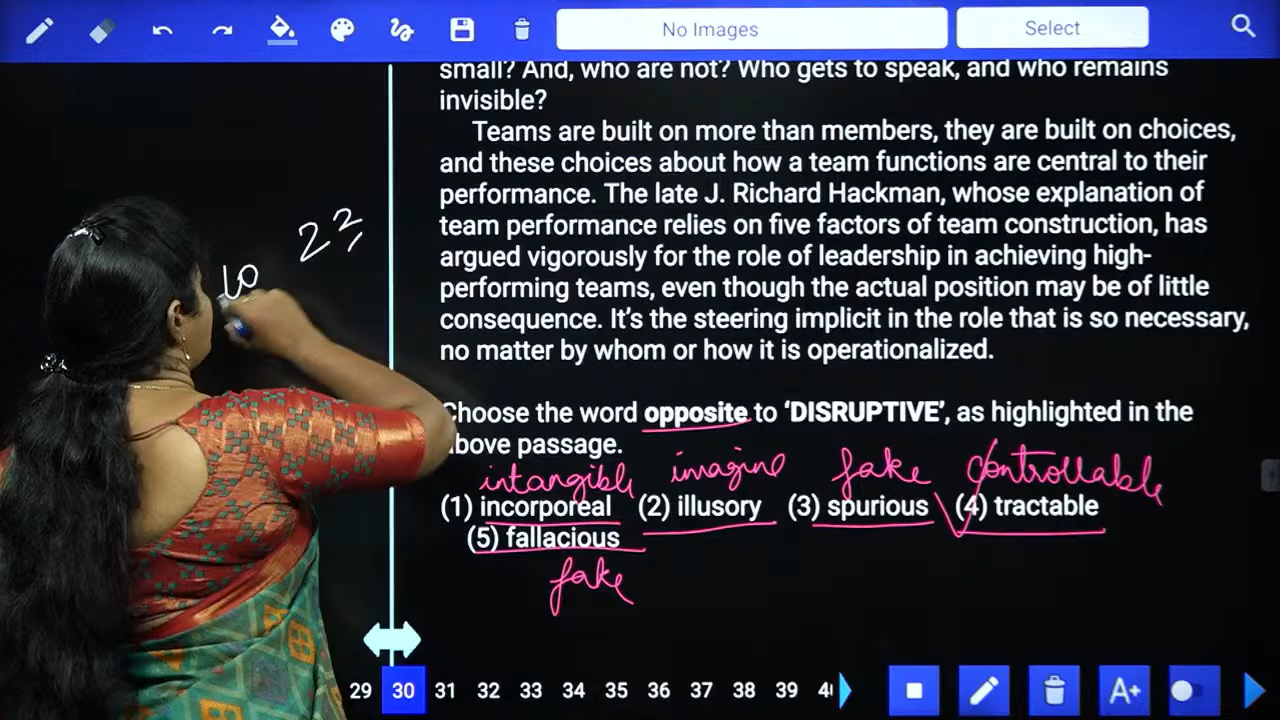 No Images
Select
small? And, who are not? Who gets to speak, and who remains
invisible?
Teams are built on more than members, they are built on choices,
and these choices about how a team functions are central to their
performance. The late J. Richard Hackman, whose explanation of
team performance relies on five factors of team construction, has
argued vigorously for the role of leadership in achieving high-
performing teams, even though the actual position may be of little
consequence. It's the steering implicit in the role that is so necessary,
no matter by whom or how it is operationalized.
22
10
Choose the word opposite to 'DISRUPTIVE', as highlighted in the
above passage.
intangible imagine fake controllable
(1) incorporeal (2) illusory (3) spurious (4) tractable
(5) fallacious
fake
29 30 31 32 33 34 35 36 37 38 39
A+